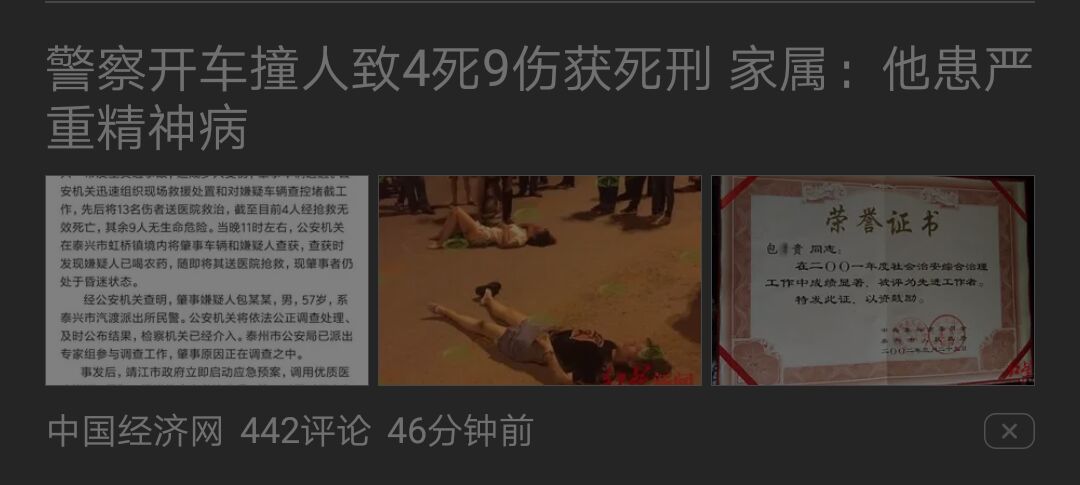 警察开车撞人致4死9伤获死刑 家属：他患严
重精神病
安机关迅速组织现场救援处置和对嫌疑车辆查控堵截工
作，先后将13名伤者送医院救治，截至目前4人经抢救无
效死亡，其余9人无生命危险。当晚11时左右，公安机关
在泰兴市虹桥镇境内将肇事车辆和嫌疑人查获，查获时
发现嫌疑人已喝农药，随即将其送医院抢救，现肇事者仍
处于昏迷状态。
经公安机关查明，肇事嫌疑人包某某，男，57岁，系
泰兴市汽渡派出所民警。公安机关将依法公正调查处理、
及时公布结果，检察机关已经介入。泰州市公安局已派出
专家组参与调查工作，肇事原因正在调查之中。
事发后，靖江市政府立即启动应急预案，调用优质医
荣誉证书
包 贵 同志：
在二〇〇一年度社会治安综合治理
工作中成绩显著，被评为先进工作者。
特发此证，以资鼓励。
中国经济网 442评论 46分钟前